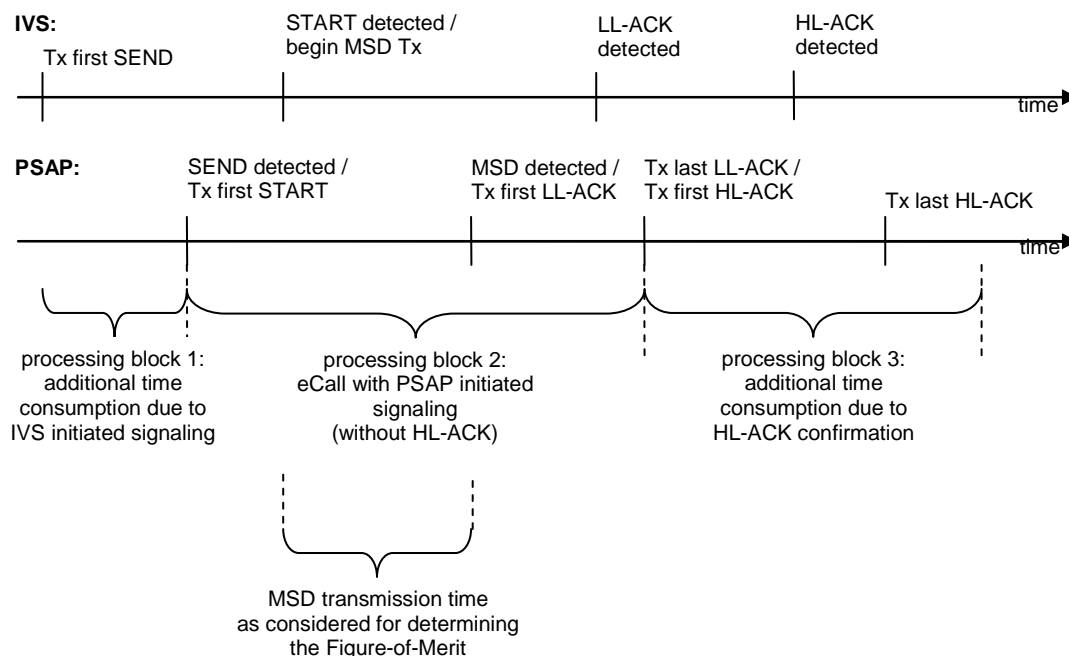 IVS:
Tx first SEND
START detected /
begin MSD Tx
LL-ACK
detected
HL-ACK
detected
time
PSAP:
SEND detected /
Tx first START
MSD detected /
Tx first LL-ACK
Tx last LL-ACK /
Tx first HL-ACK
Tx last HL-ACK
time
processing block 1:
additional time
consumption due to
IVS initiated signaling
processing block 2:
eCall with PSAP initiated
signaling
(without HL-ACK)
processing block 3:
additional time
consumption due to
HL-ACK confirmation
MSD transmission time
as considered for determining
the Figure-of-Merit